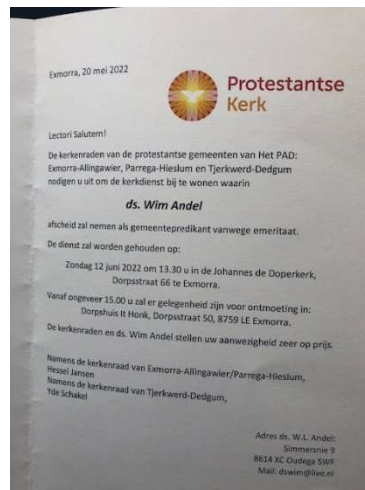 Exmorra, 20 mei 2022
Protestantse
Kerk
Lectori Salutem!
De kerkenraden van de protestantse gemeenten van Het PAD:
Exmorra-Allingawier, Parrega-Hieslum en Tjerkwerd-Dedgum
nodigen u uit om de kerkdienst bij te wonen waarin
ds. Wim Andel
afscheid zal nemen als gemeentepredikant vanwege emeritaat.
De dienst zal worden gehouden op:
Zondag 12 juni 2022 om 13.30 u in de Johannes de Doperkerk,
Dorpsstraat 66 te Exmorra.
Vanaf ongeveer 15.00 u zal er gelegenheid zijn voor ontmoeting in:
Dorpshuis It Honk, Dorpsstraat 50, 8759 LE Exmorra.
De kerkenraden en ds. Wim Andel stellen uw aanwezigheid zeer op prijs.
Namens de kerkenraad van Exmorra-Allingawier/Parrega-Hieslum,
Hessel Jansen
Namens de kerkenraad van Tjerkwerd-Dedgum,
Yde Schakel
Adres ds. W.L. Andel:
Simmeranie 9
8614 XC Oudega SWF
Mail: dswim@live.nl